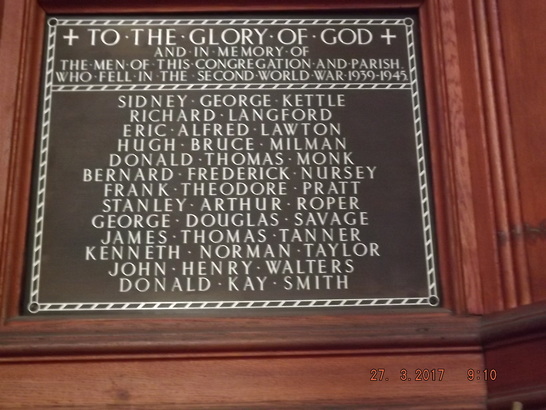 + TO · THE · GLORY · OF · GOD +
AND · IN · MEMORY · OF
THE · MEN · OF · THIS · CONGREGATION · AND · PARISH.
WHO · FELL · IN · THE · SECOND · WORLD · WAR · 1939-1945.
SIDNEY · GEORGE · KETTLE
RICHARD · LANGFORD
ERIC · ALFRED · LAWTON
HUGH · BRUCE · MILMAN
DONALD · THOMAS · MONK
BERNARD · FREDERICK · NURSEY
FRANK · THEODORE · PRATT
STANLEY · ARTHUR · ROPER
GEORGE · DOUGLAS · SAVAGE
JAMES · THOMAS · TANNER
KENNETH · NORMAN · TAYLOR
JOHN · HENRY · WALTERS
DONALD · KAY · SMITH
27. 3.2017 9:10